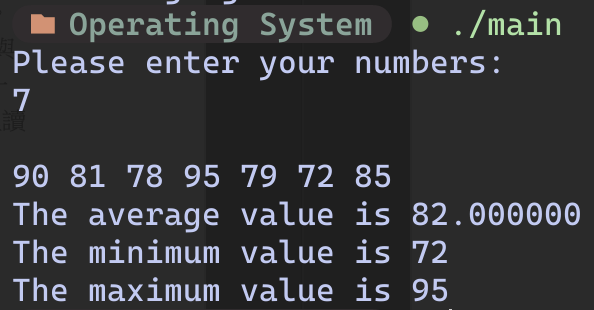 Operating System ● ./main
Please enter your numbers:
7
90 81 78 95 79 72 85
The average value is 82.000000
The minimum value is 72
The maximum value is 95